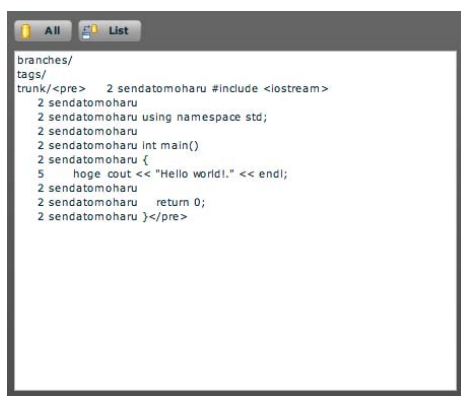 All List
branches/
tags/
trunk/<pre>    2 sendatomoharu #include <iostream>
2 sendatomoharu
2 sendatomoharu using namespace std;
2 sendatomoharu
2 sendatomoharu int main()
2 sendatomoharu {
5      hoge cout << "Hello world!." << endl;
2 sendatomoharu
2 sendatomoharu   return 0;
2 sendatomoharu }</pre>